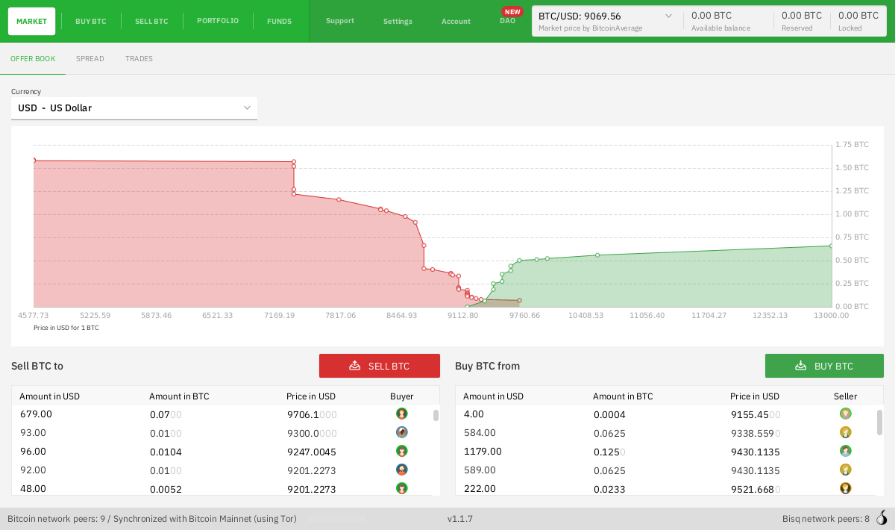 MARKET BUY BTC SELL BTC PORTFOLIO FUNDS Support Settings Account DAO NEW
BTC/USD: 9069.56 0.00 BTC 0.00 BTC 0.00 BTC
Market price by BitcoinAverage Available balance Reserved Locked
OFFER BOOK SPREAD TRADES
Currency
USD - US Dollar
1.75 BTC
1.50 BTC
1.25 BTC
1.00 BTC
0.75 BTC
0.50 BTC
0.25 BTC
0.00 BTC
4577.73 5225.59 5873.46 6521.33 7169.19 7817.06 8464.93 9112.80 9760.66 10408.53 11056.40 11704.27 12352.13 13000.00
Price in USD for 1 BTC
Sell BTC to SELL BTC Buy BTC from BUY BTC
Amount in USD Amount in BTC Price in USD Buyer Amount in USD Amount in BTC Price in USD Seller
679.00 0.0700 9706.1000 4.00 0.0004 9155.4500
93.00 0.0100 9300.0000 584.00 0.0625 9338.5590
96.00 0.0104 9247.0045 1179.00 0.1250 9430.1135
92.00 0.0100 9201.2273 589.00 0.0625 9430.1135
48.00 0.0052 9201.2273 222.00 0.0233 9521.6680
Bitcoin network peers: 9 / Synchronized with Bitcoin Mainnet (using Tor) v1.1.7 Bisq network peers: 8